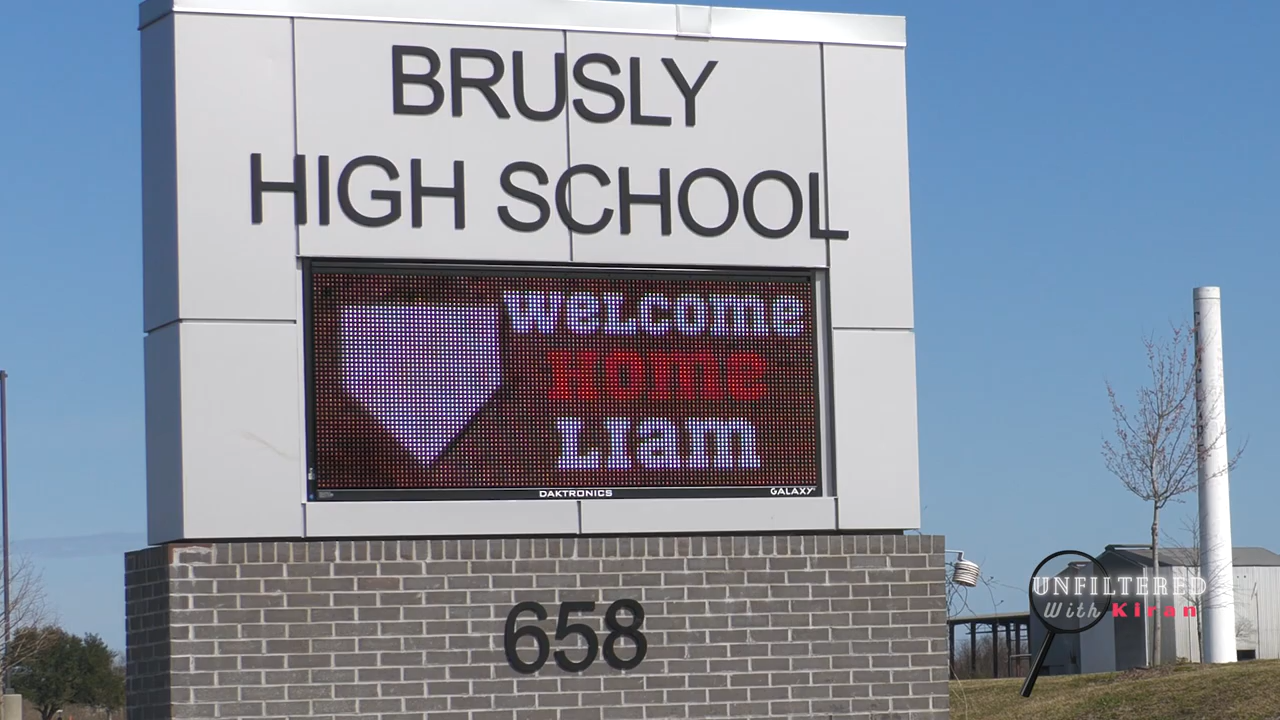 BRUSLY
HIGH SCHOOL
Welcome
Home
Liam
DAKTRONICS
GALAXY
658
UNFILTERED
With Kiran